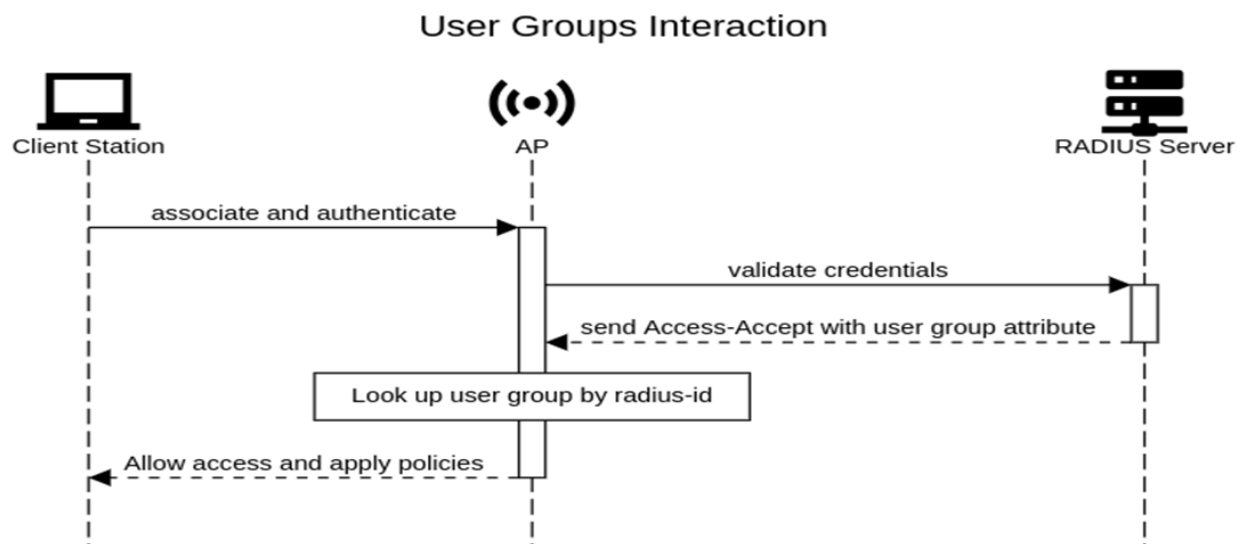 User Groups Interaction
Client Station
AP
RADIUS Server
associate and authenticate
validate credentials
send Access-Accept with user group attribute
Look up user group by radius-id
Allow access and apply policies